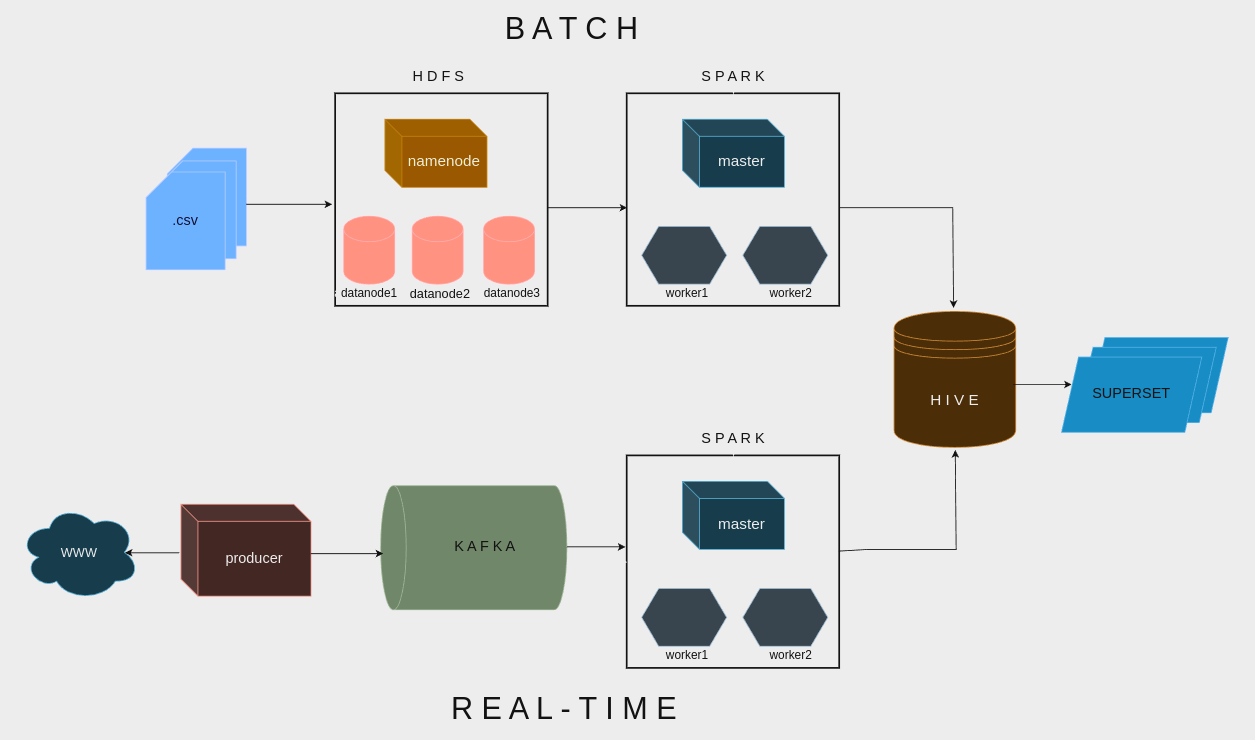 BATCH
HDFS
SPARK
namenode
master
.csv
datanode1
datanode2
datanode3
worker1
worker2
HIVE
SUPERSET
SPARK
master
WWW
producer
KAFKA
worker1
worker2
REAL-TIME